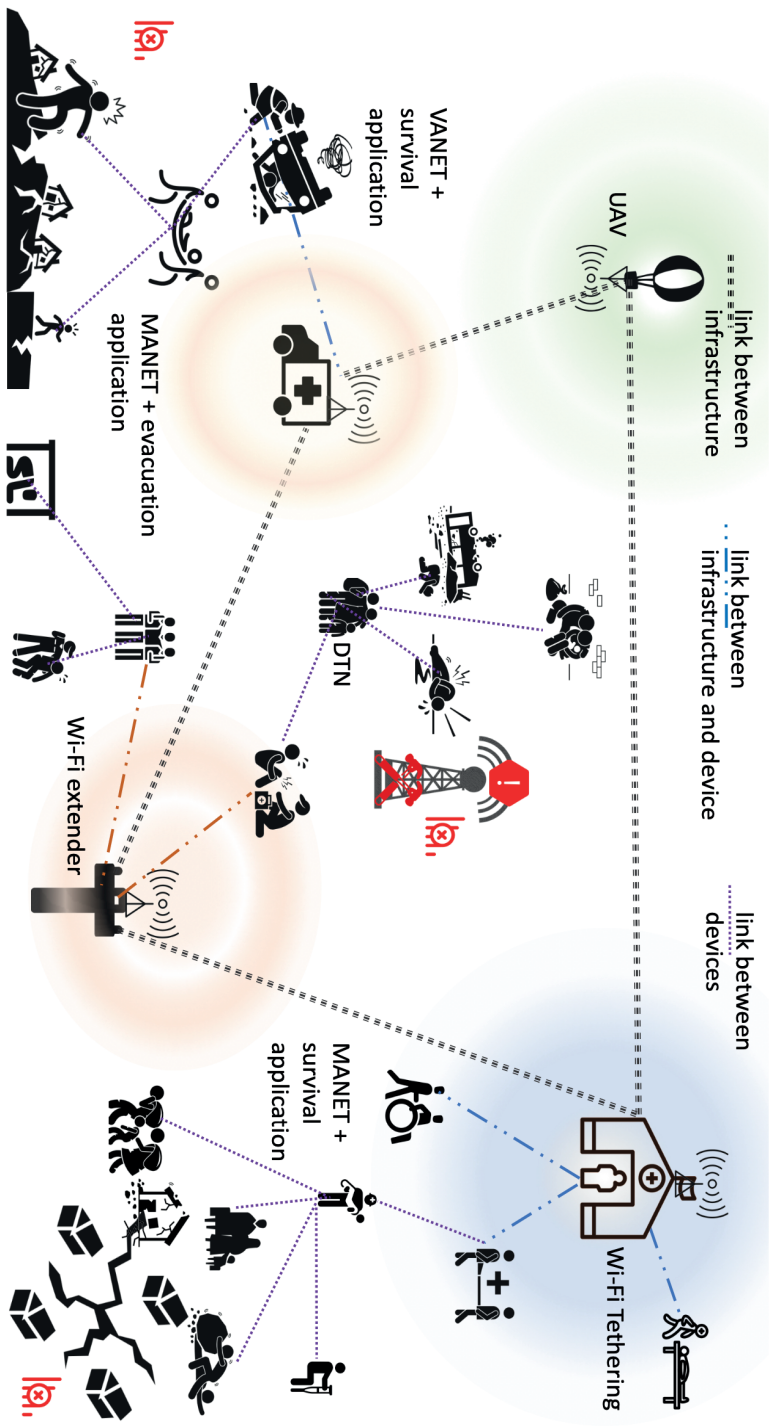 link between
infrastructure
link between
infrastructure and device
link between
devices
UAV
VANET +
survival
application
MANET + evacuation
application
DTN
Wi-Fi extender
MANET +
survival
application
Wi-Fi Tethering